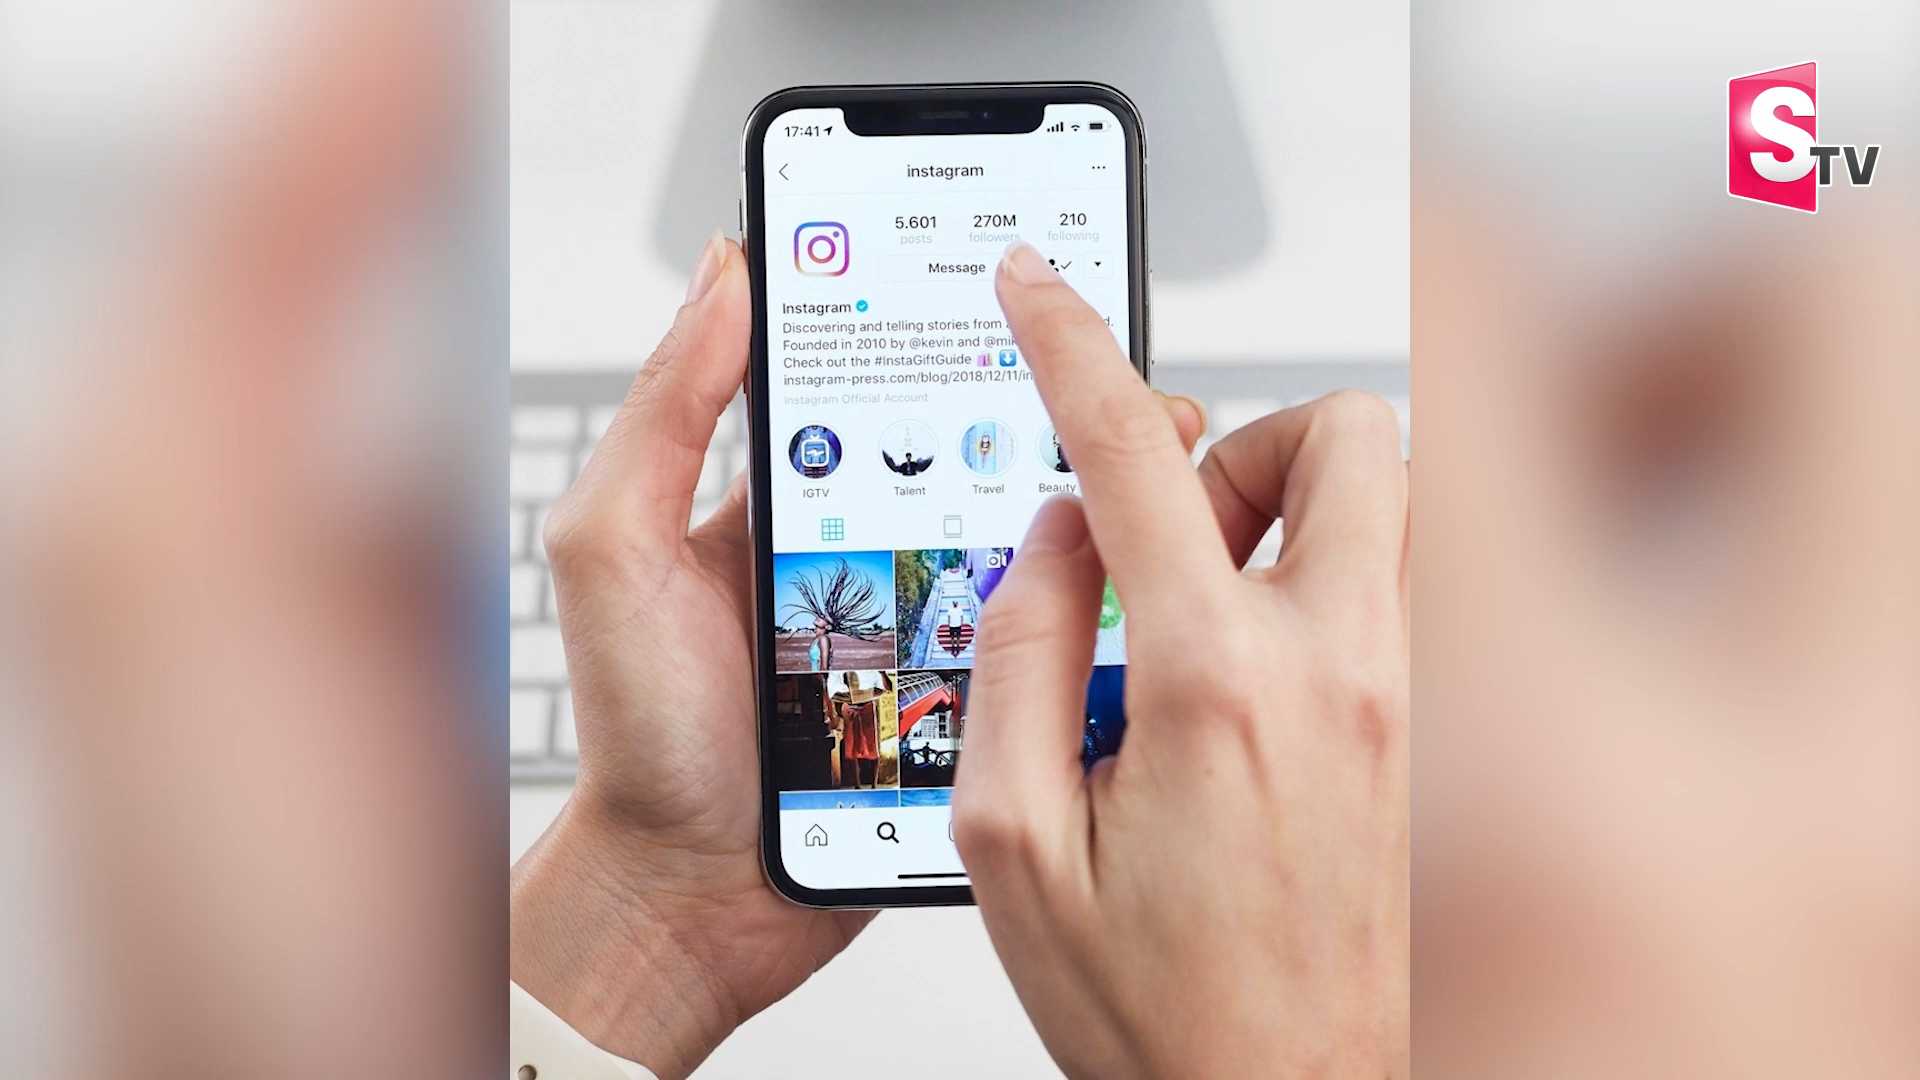 S TV
17:41
instagram
5.601 270M 210
posts followers following
Message
Instagram
Discovering and telling stories from
Founded in 2010 by @kevin and
Check out the #InstaGiftGuide
instagram-press.com/blog/2018/12/11/in
Instagram Official Account
IGTV Talent Travel Beauty